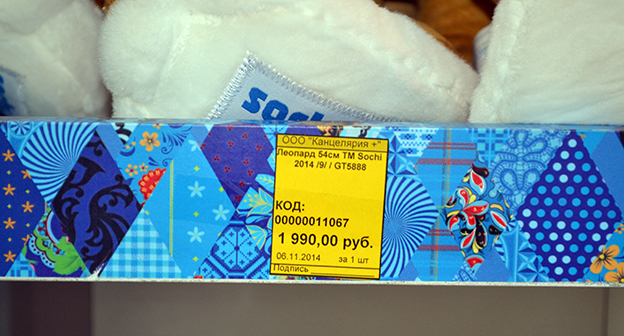 sochi
ООО "Канцелярия +"
Леопард 54см TM Sochi
2014 /9/ / GT5888
КОД:
00000011067
1 990,00 руб.
06.11.2014 за 1 шт
Подпись